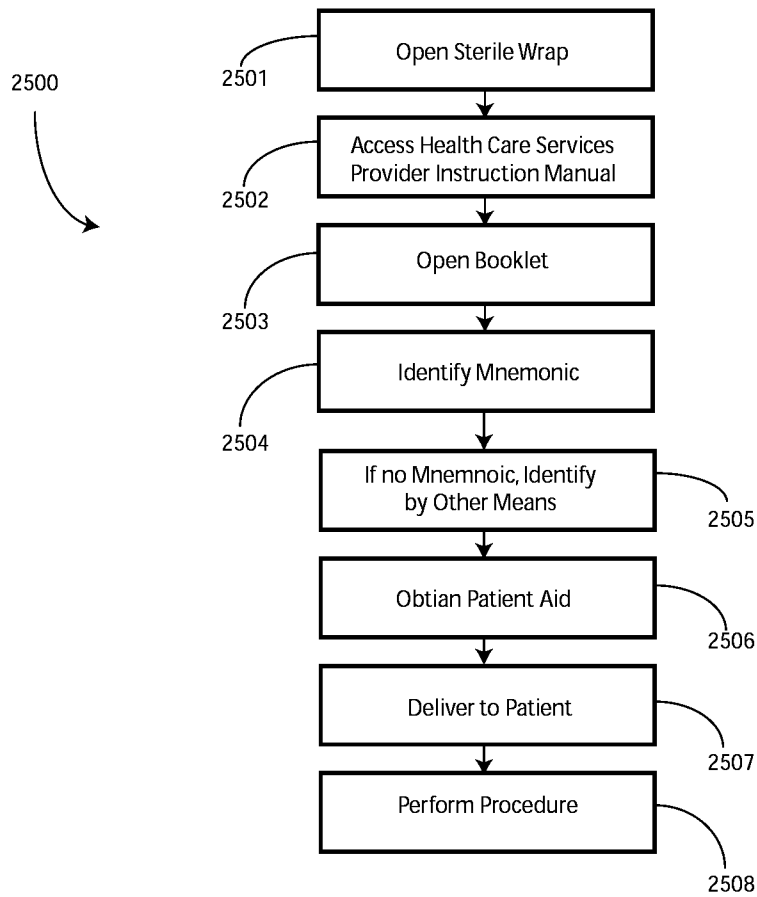 2500
2501
Open Sterile Wrap
2502
Access Health Care Services
Provider Instruction Manual
2503
Open Booklet
2504
Identify Mnemonic
If no Mnemnoic, Identify
by Other Means
2505
Obtian Patient Aid
2506
Deliver to Patient
2507
Perform Procedure
2508